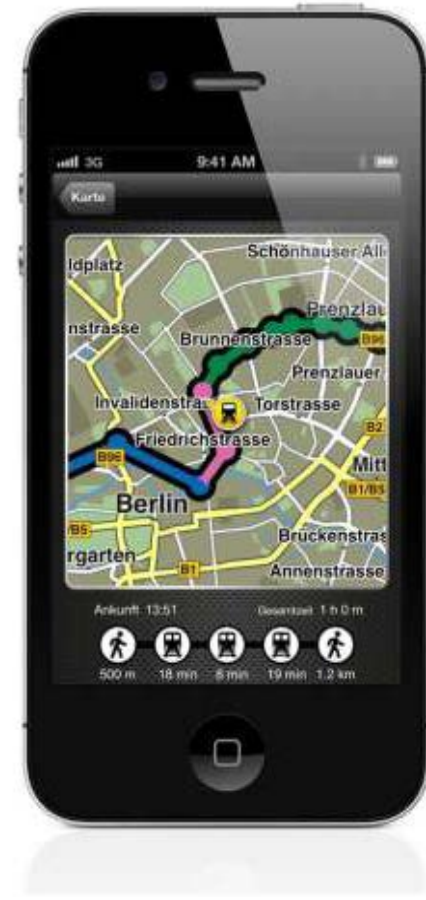 3G 9:41 AM
Karte
Schönhauser All
ldplatz
Prenzlau
nstrasse
Brunnenstrasse
B96
Prenzlauer
Invalidenstra
Torstrasse
B2
Friedrichstrasse
B96
Mitt
B1/B5
Berlin
/B5
Brückenstras
rgarten
B1
Annenstrasse
Ankunft 13:51 Gesamtzeit 1 h 0 m
500 m 18 min 8 min 19 min 1.2 km